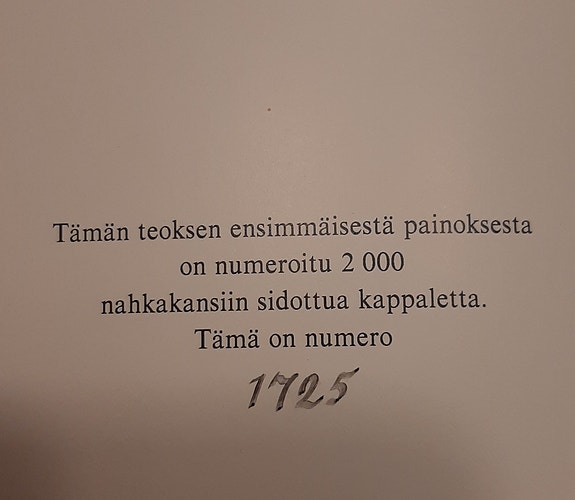 Tämän teoksen ensimmäisestä painoksesta
on numeroitu 2 000
nahkakansiin sidottua kappaletta.
Tämä on numero
1725